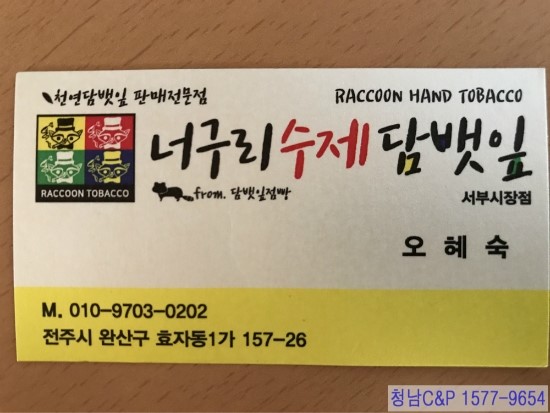 천연담뱃잎 판매전문점
RACCOON HAND TOBACCO
너구리수제담뱃잎
RACCOON TOBACCO
from. 담뱃잎점빵
서부시장점
오 혜 숙
M. 010-9703-0202
전주시 완산구 효자동1가 157-26
청남C&P 1577-9654